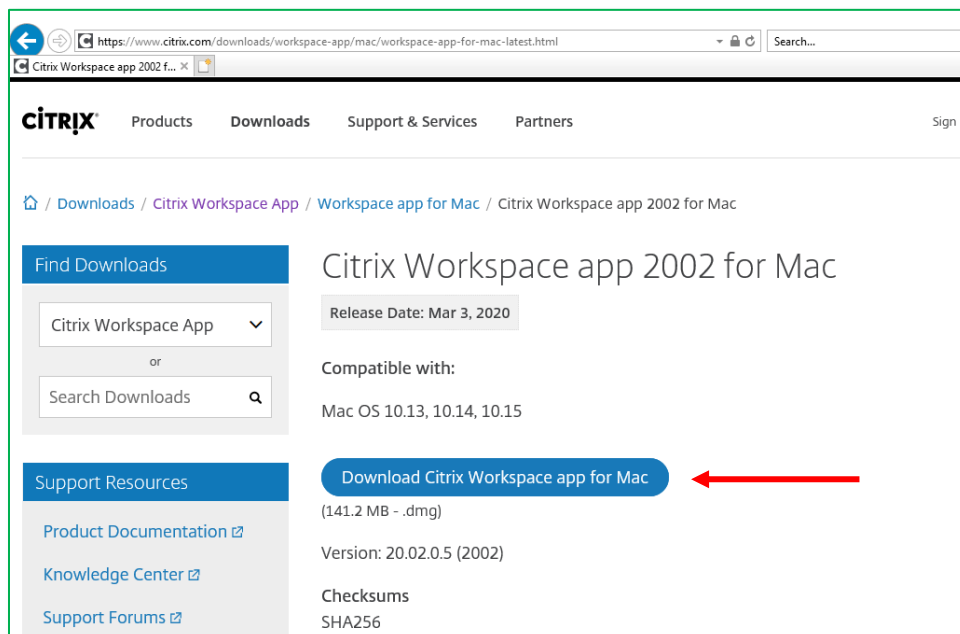 https://www.citrix.com/downloads/workspace-app/mac/workspace-app-for-mac-latest.html
Search...
Citrix Workspace app 2002 f...
CİTRİX
Products Downloads Support & Services Partners Sign
/ Downloads / Citrix Workspace App / Workspace app for Mac / Citrix Workspace app 2002 for Mac
Find Downloads
Citrix Workspace App
or
Search Downloads
Support Resources
Product Documentation
Knowledge Center
Support Forums
Citrix Workspace app 2002 for Mac
Release Date: Mar 3, 2020
Compatible with:
Mac OS 10.13, 10.14, 10.15
Download Citrix Workspace app for Mac
(141.2 MB - .dmg)
Version: 20.02.0.5 (2002)
Checksums
SHA256